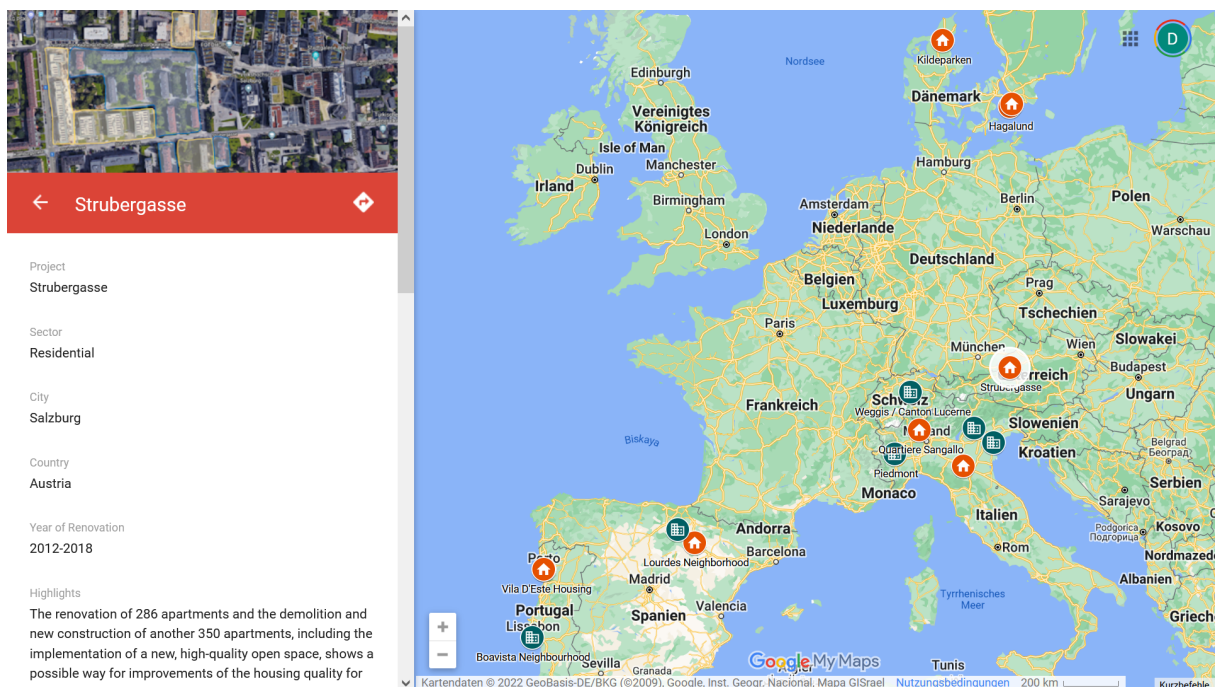 Strubergasse
Project
Strubergasse
Sector
Residential
City
Salzburg
Country
Austria
Year of Renovation
2012-2018
Highlights
The renovation of 286 apartments and the demolition and
new construction of another 350 apartments, including the
implementation of a new, high-quality open space, shows a
possible way for improvements of the housing quality for
D
Nordsee
Kildeparken
Edinburgh
Dänemark
Vereinigtes
Königreich
Hagalund
Isle of Man
Manchester
Hamburg
Dublin
Irland
Birmingham
Amsterdam
Berlin
Polen
Niederlande
Warschau
London
Deutschland
Belgien
Prag
Luxemburg
Tschechien
Paris
München
Wien
Slowakei
Budapest
Strubergasse
Ungarn
Frankreich
Weggis / Canton Lucerne
Slowenien
Biskaya
Quartiere Sangallo
Kroatien
Belgrad
Београд
Piedmont
Serbien
Monaco
Sarajevo
Italien
Andorra
Podgorica
Подгорица
Kosovo
Barcelona
Rom
Nordmazed
Lourdes Neighborhood
Madrid
Albanien
Vila D'Este Housing
Tyrrhenisches
Meer
Portugal
Valencia
Spanien
Griech
Boavista Neighbourhood
Sevilla
Granada
Google My Maps
Tunis
Kartendaten © 2022 GeoBasis-DE/BKG (©2009), Google, Inst. Geogr. Nacional, Mapa GISrael
Nutzungsbedingungen
200 km
Kurzbefehle